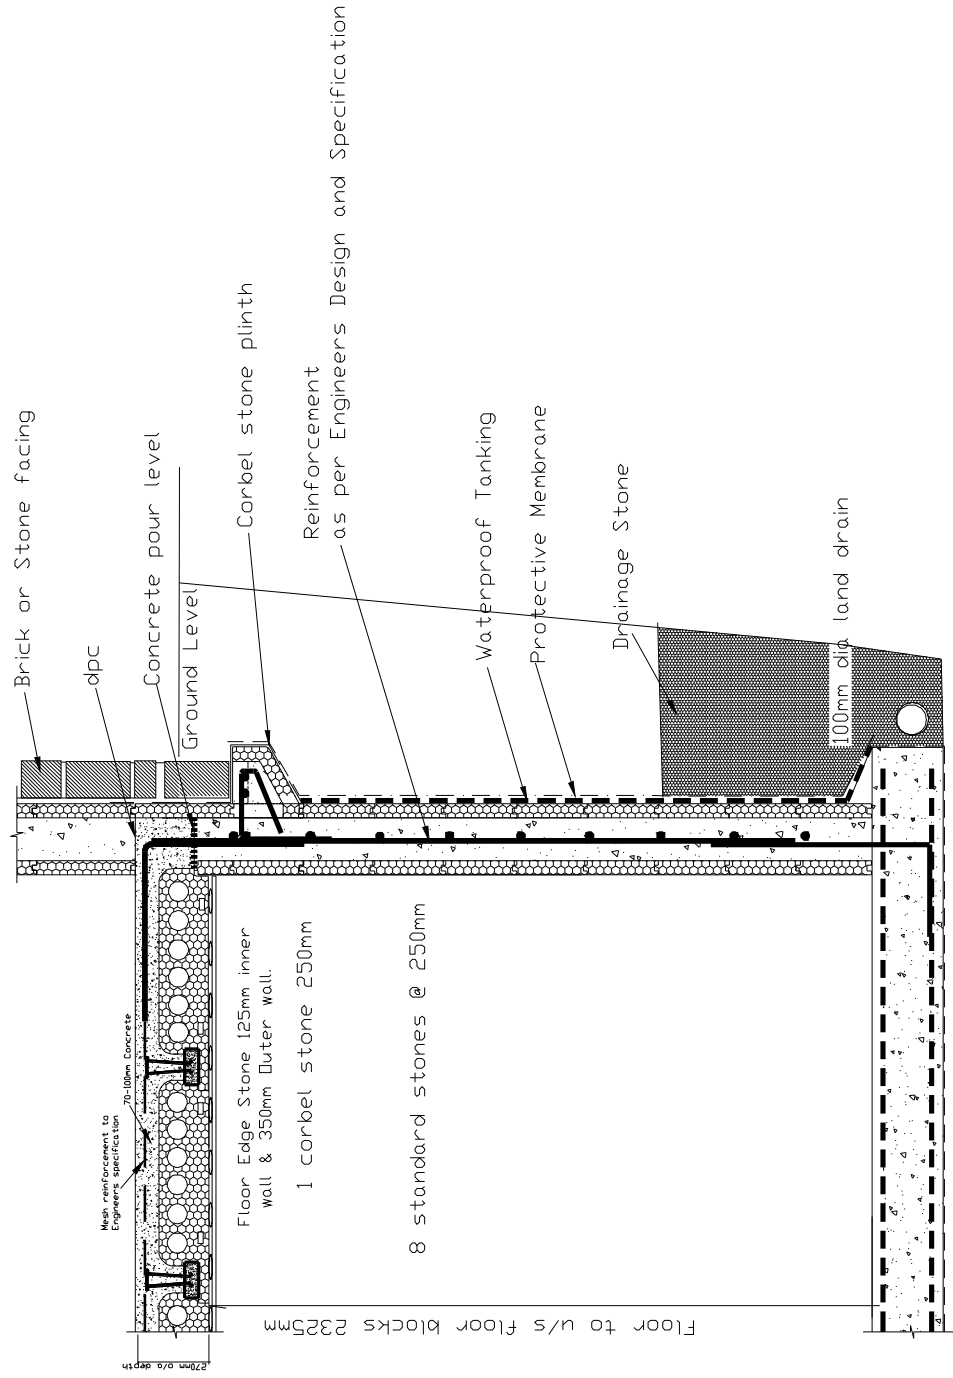 Brick or Stone facing
dpc
Concrete pour level
Ground Level
Corbel stone plinth
Reinforcement
as per Engineers Design and Specification
Waterproof Tanking
Protective Membrane
Drainage Stone
100mm dia land drain
Mesh reinforcement to
Engineers specification
70-100mm Concrete
Floor Edge Stone 125mm inner
wall & 350mm Outer wall.
1 corbel stone 250mm
8 standard stones @ 250mm
Floor to u/s floor blocks 2325mm
270mm o/a depth